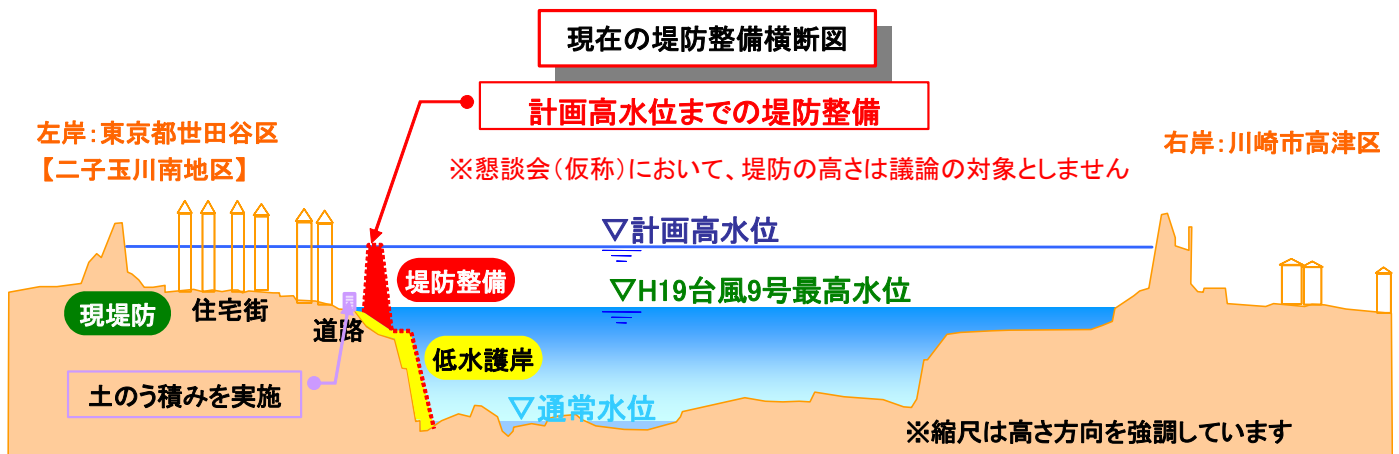 現在の堤防整備横断図
計画高水位までの堤防整備
左岸：東京都世田谷区
【二子玉川南地区】
右岸：川崎市高津区
※懇談会（仮称）において、堤防の高さは議論の対象としません
▽計画高水位
堤防整備
▽H19台風9号最高水位
現堤防
住宅街
道路
低水護岸
土のう積みを実施
▽通常水位
※縮尺は高さ方向を強調しています